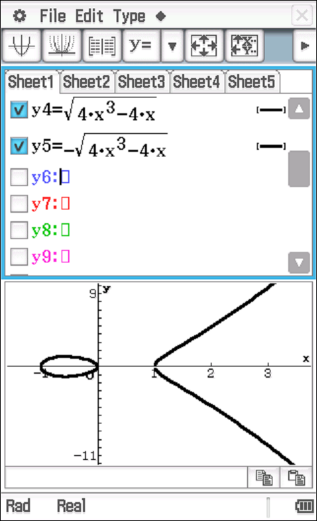 File Edit Type
Y=
Sheet1 Sheet2 Sheet3 Sheet4 Sheet5
y4=√4·x³−4·x
y5=−√4·x³−4·x
y6:
y7:
y8:
y9:
9 y
x
-1 0 1 2 3
-11
Rad Real